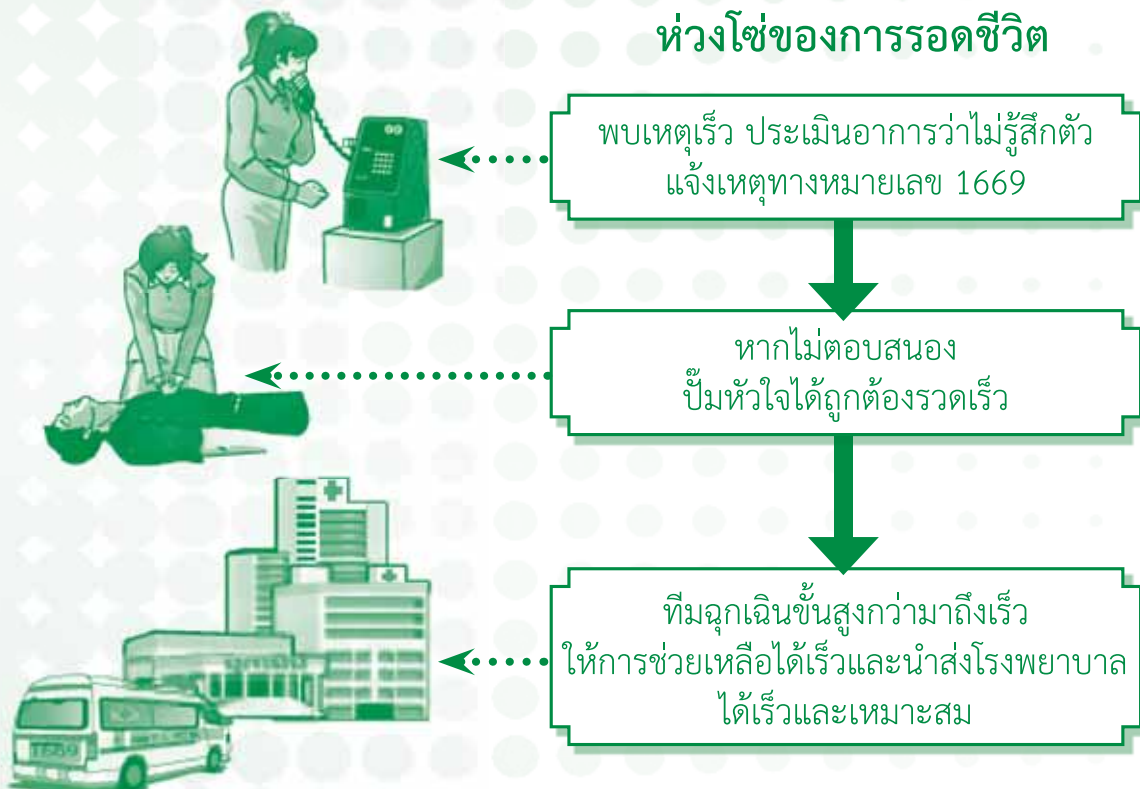 ห่วงโซ่ของการรอดชีวิต
พบเหตุเร็ว ประเมินอาการว่าไม่รู้สึกตัว
แจ้งเหตุทางหมายเลข 1669
หากไม่ตอบสนอง
ปั๊มหัวใจได้ถูกต้องรวดเร็ว
ทีมฉุกเฉินขั้นสูงกว่ามาถึงเร็ว
ให้การช่วยเหลือได้เร็วและนำส่งโรงพยาบาล
ได้เร็วและเหมาะสม
1669